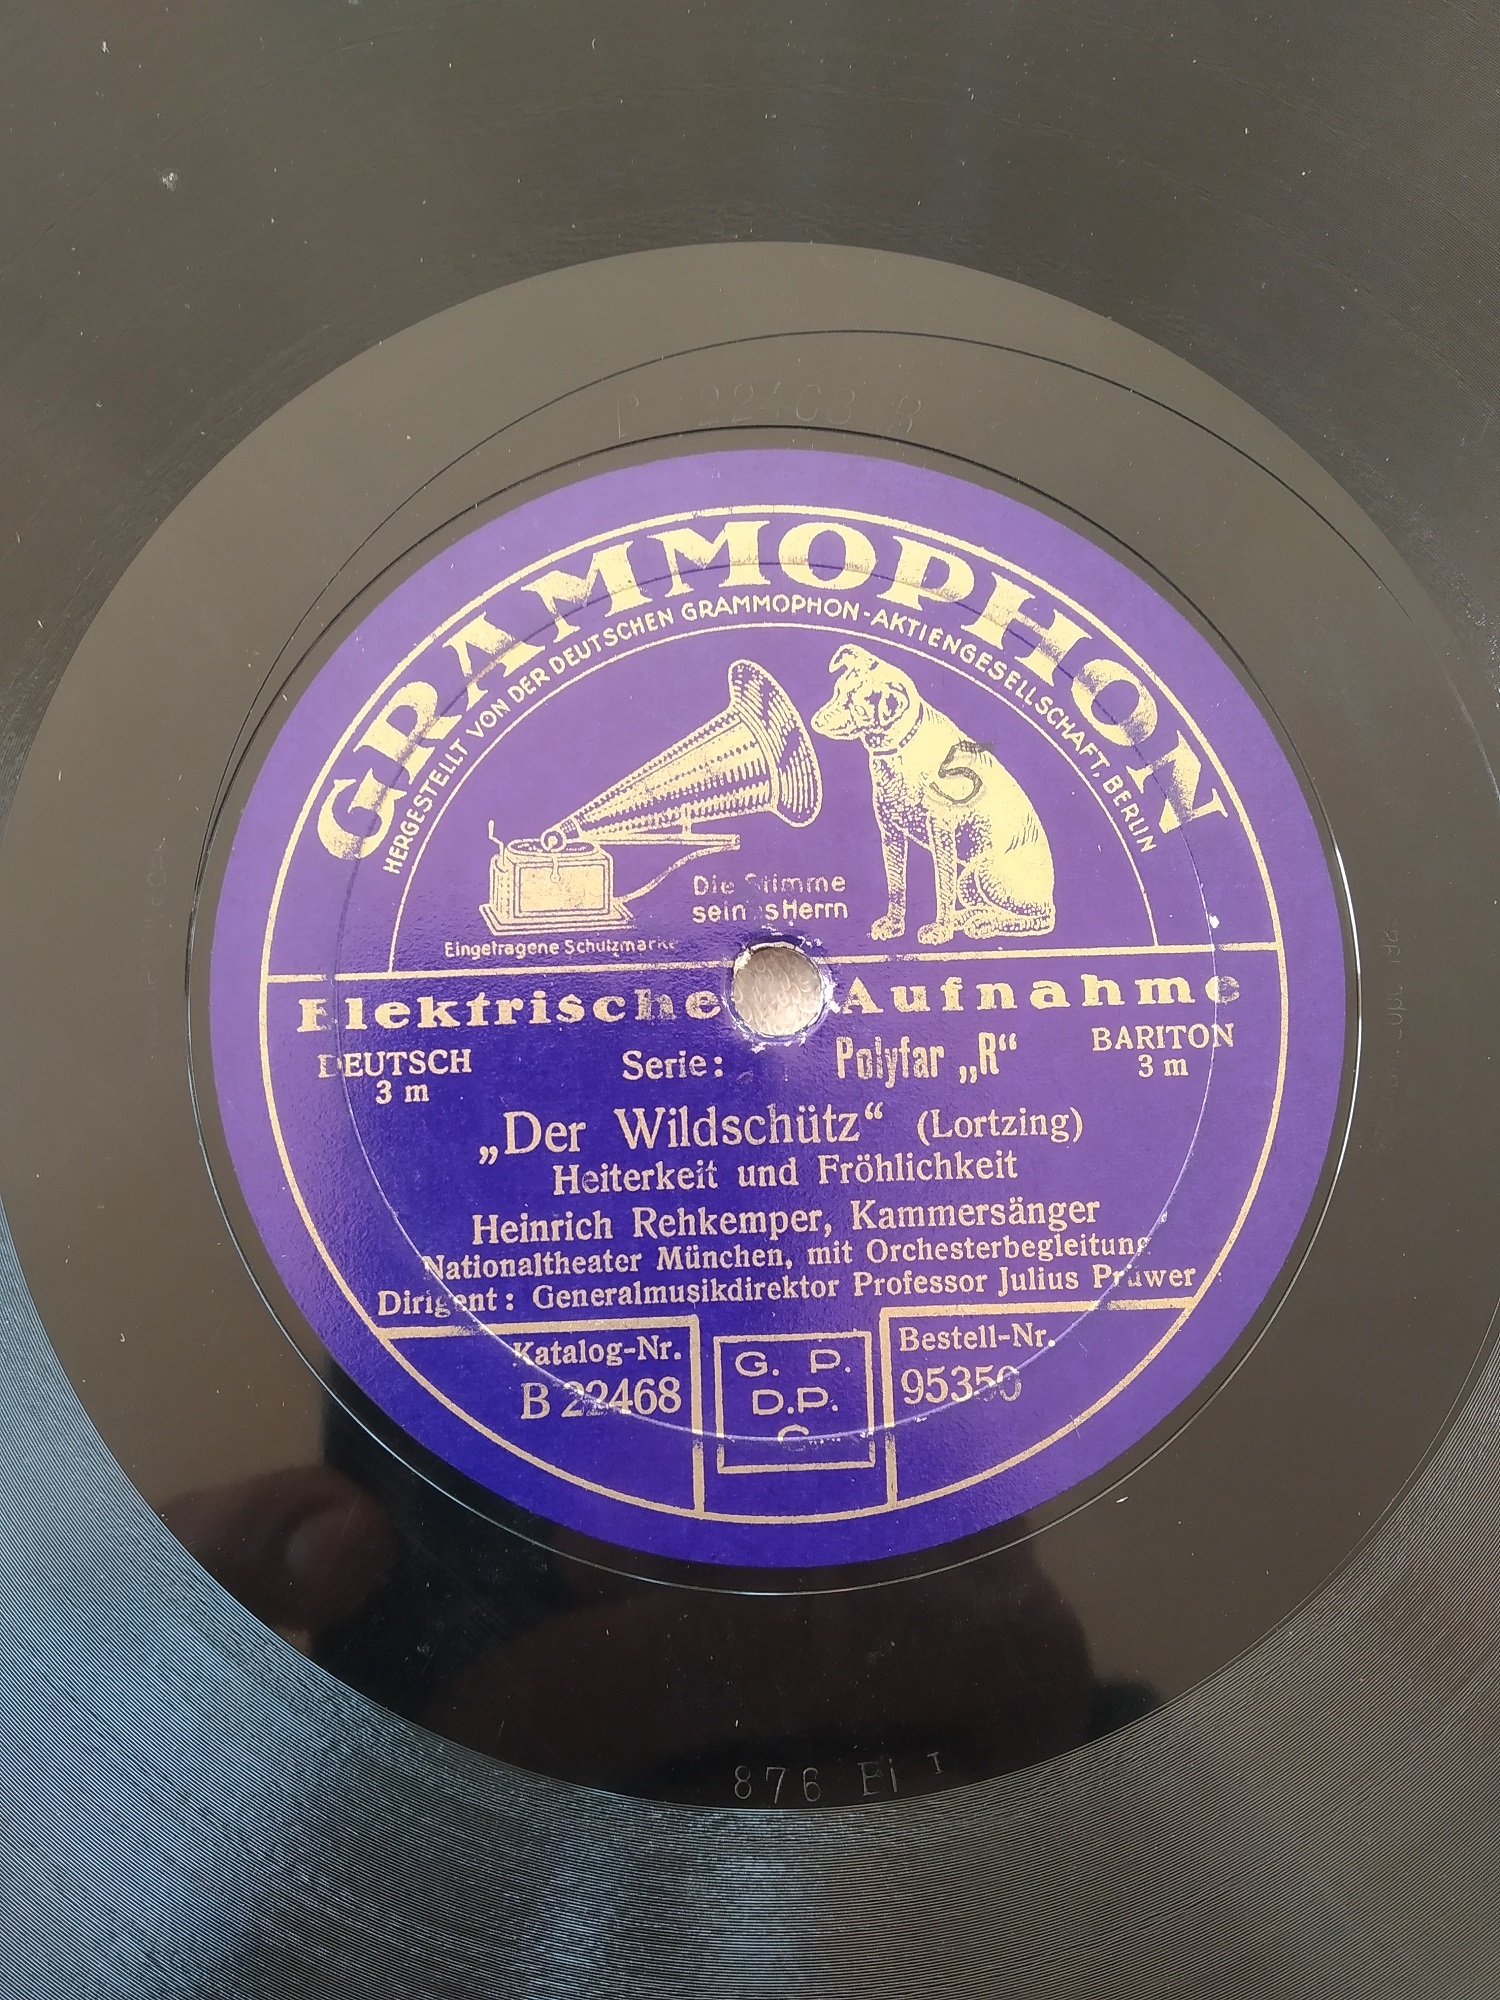 GRAMMOPHON
HERGESTELLT VON DER DEUTSCHEN GRAMMOPHON-AKTIENGESELLSCHAFT, BERLIN
5
Die Stimme
seines Herrn
Eingetragene Schutzmarke
Elektrische Aufnahme
DEUTSCH
3 m
Serie: Polyfar „R“
BARITON
3 m
„Der Wildschütz“ (Lortzing)
Heiterkeit und Fröhlichkeit
Heinrich Rehkemper, Kammersänger
Nationaltheater München, mit Orchesterbegleitung
Dirigent: Generalmusikdirektor Professor Julius Prüwer
Katalog-Nr.
B 22468
G. P.
D.P.
C
Bestell-Nr.
95350
876 Bi I